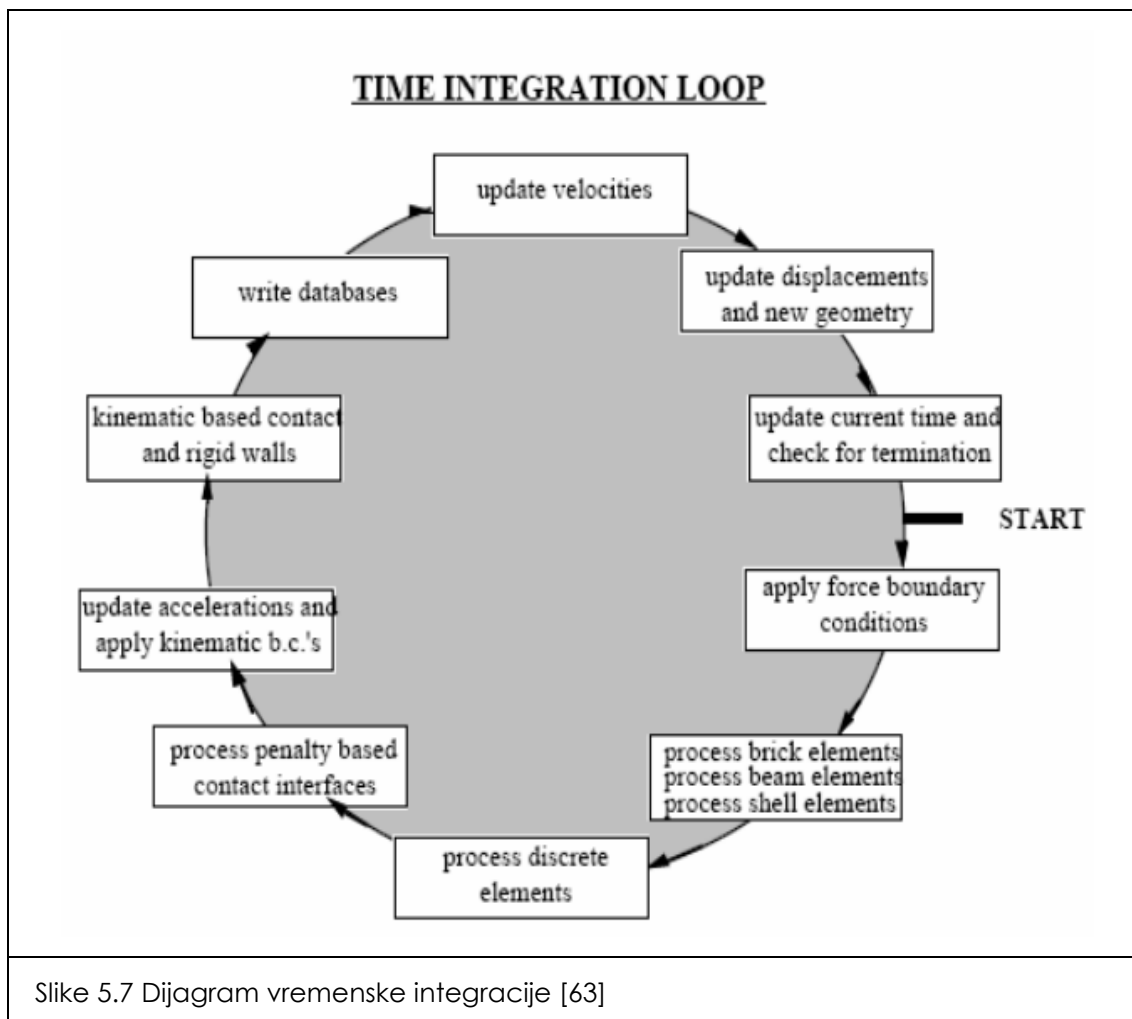 TIME INTEGRATION LOOP
update velocities
update displacements
and new geometry
update current time and
check for termination
START
apply force boundary
conditions
process brick elements
process beam elements
process shell elements
process discrete
elements
process penalty based
contact interfaces
update accelerations and
apply kinematic b.c.'s
kinematic based contact
and rigid walls
write databases
Slike 5.7 Dijagram vremenske integracije [63]